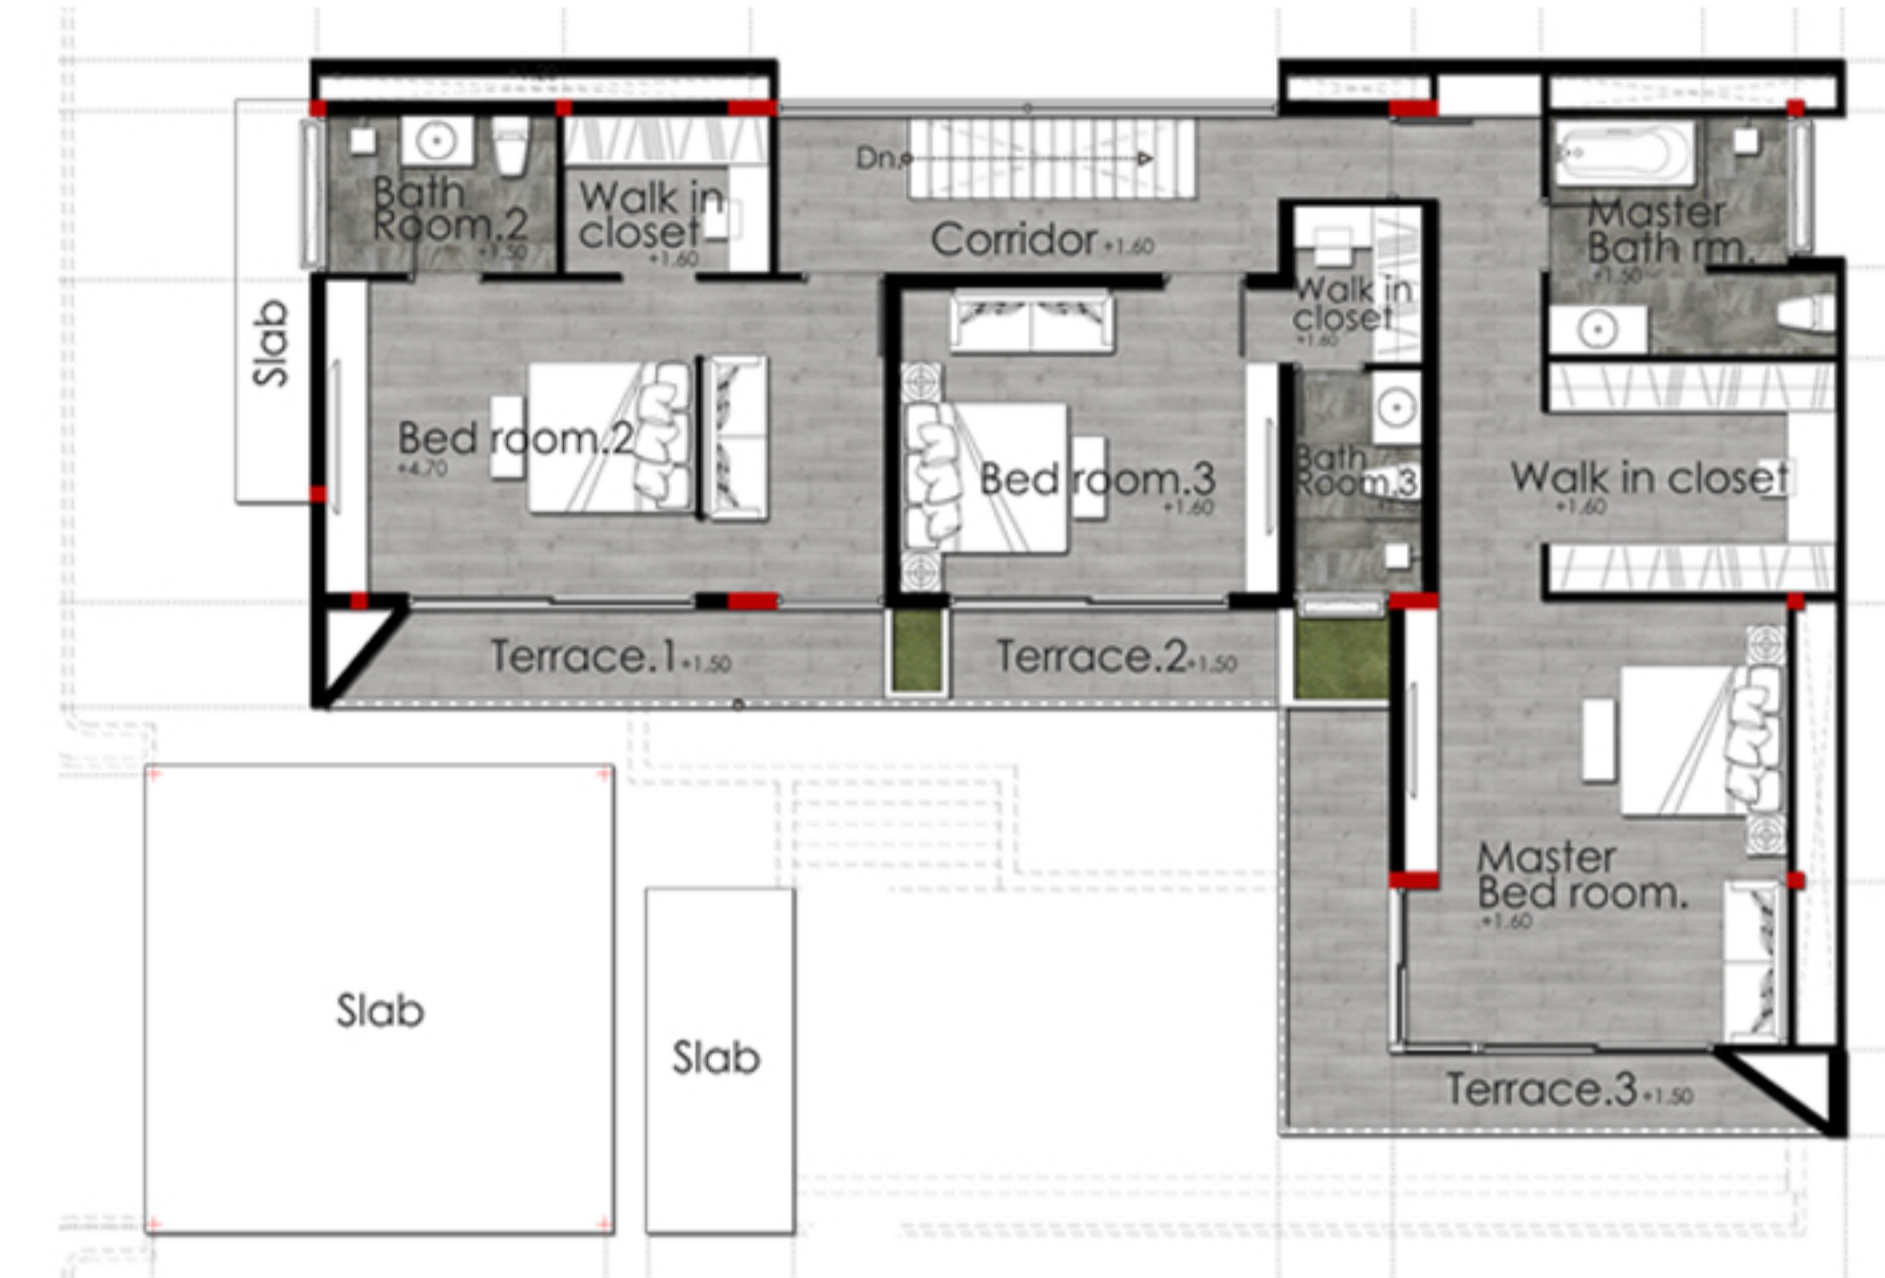 Dn.
Bath
Room.2
+1.50
Walk in
closet
+1.60
Corridor +1.60
Master
Bath rm.
+1.50
Walk in
closet
+1.60
Slab
Bed room.2
+4.70
Bed room.3
+1.60
Bath
Room.3
Walk in closet
+1.60
Terrace.1 +1.50
Terrace.2 +1.50
Master
Bed room.
+1.60
Slab
Slab
Terrace.3 +1.50